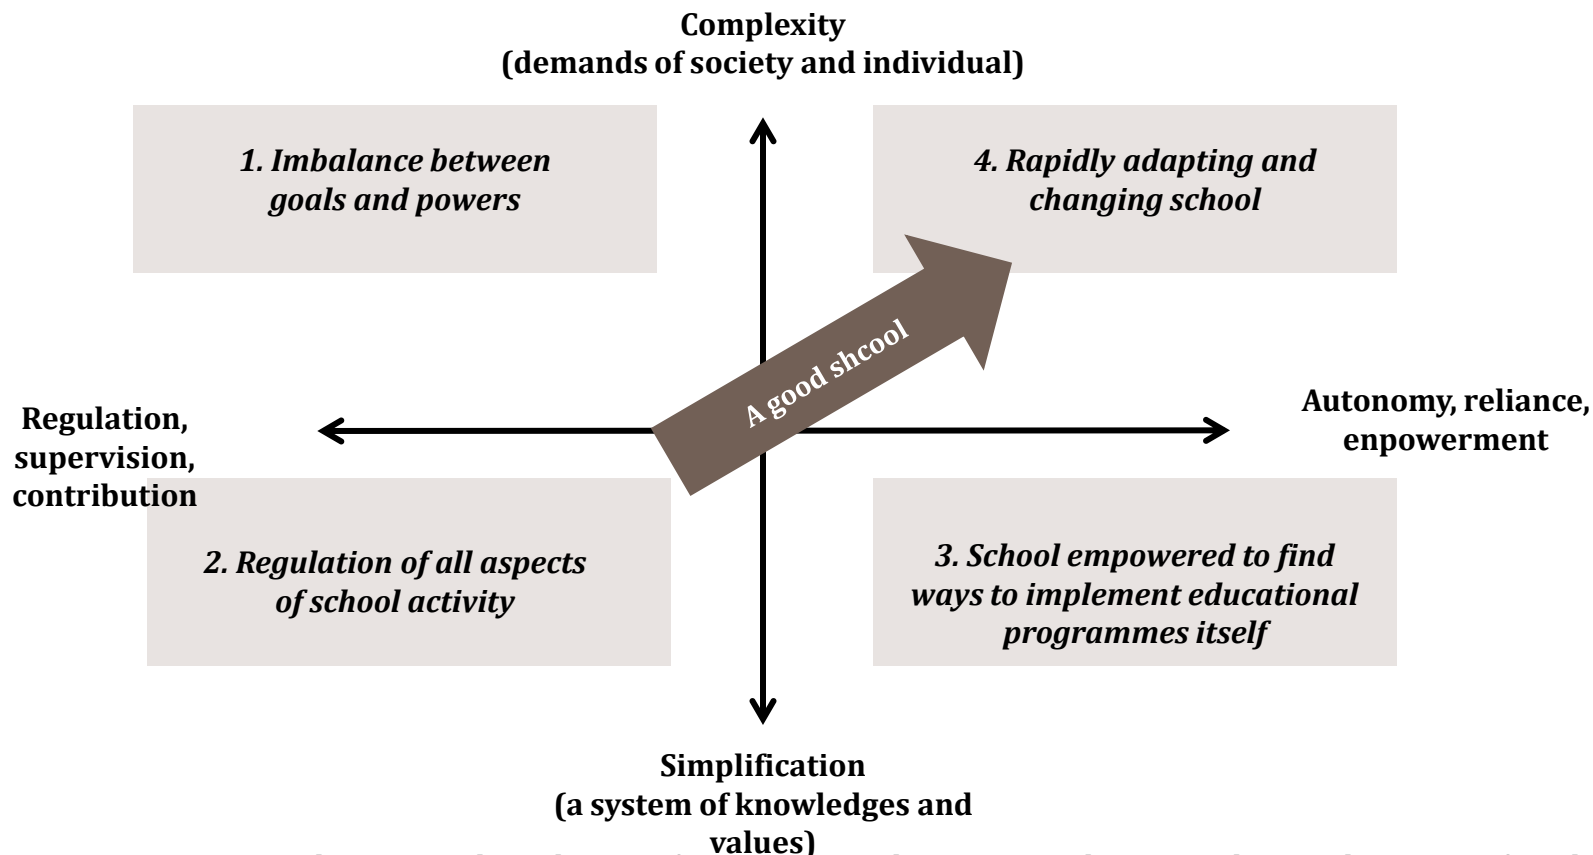 Complexity
(demands of society and individual)
1. Imbalance between
goals and powers
4. Rapidly adapting and
changing school
A good shcool
Regulation,
supervision,
contribution
Autonomy, reliance,
enpowerment
2. Regulation of all aspects
of school activity
3. School empowered to find
ways to implement educational
programmes itself
Simplification
(a system of knowledges and
values)